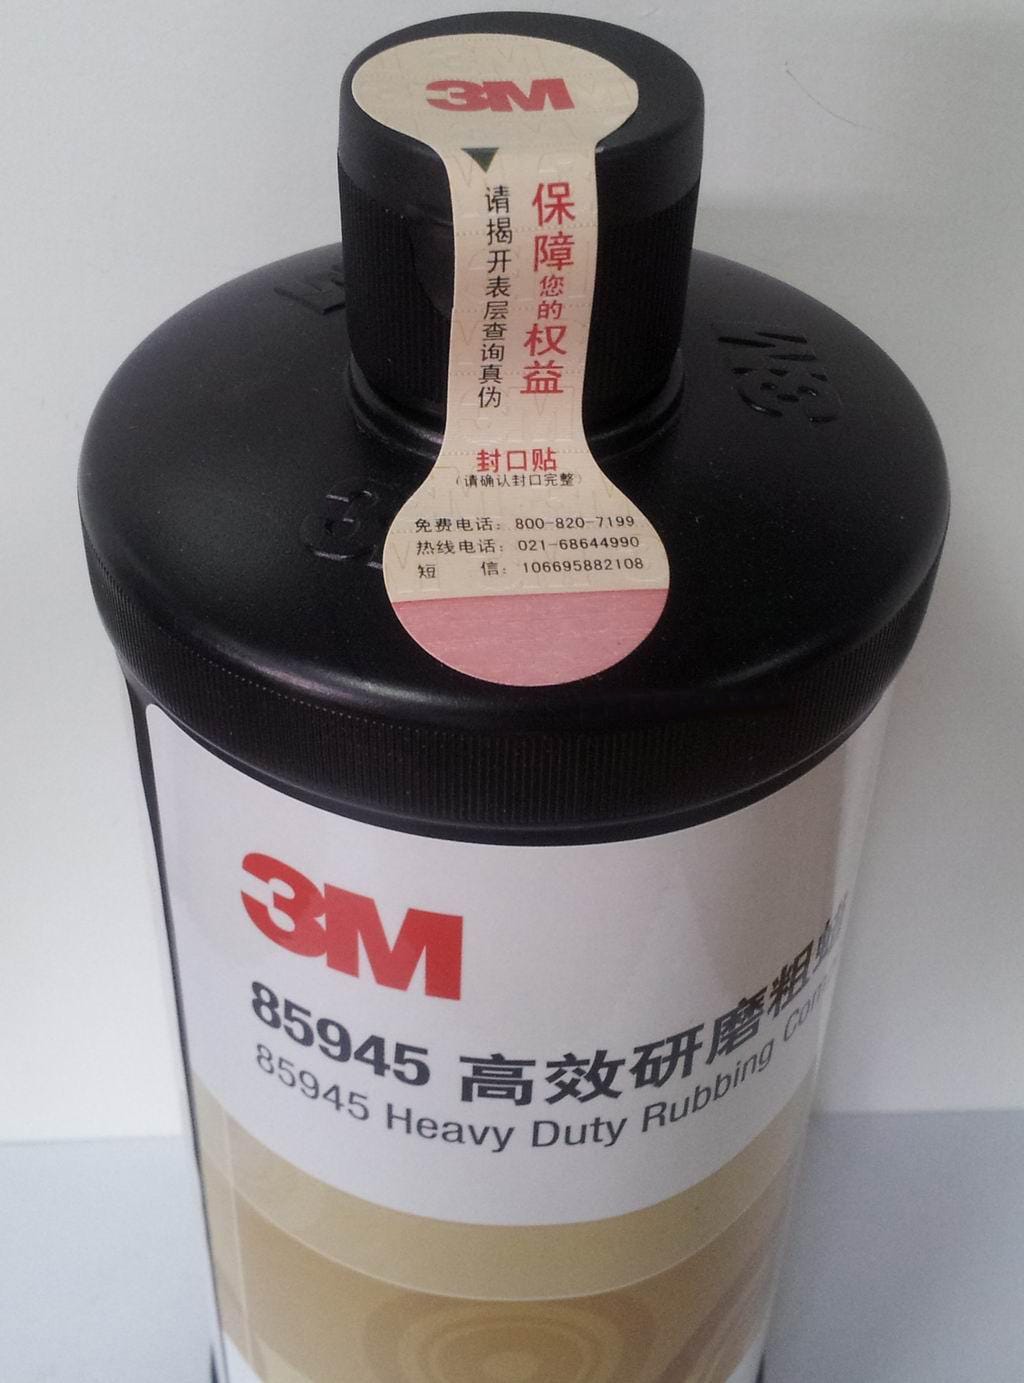 3M
保障您的权益
请揭开表层查询真伪
封口贴
（请确认封口完整）
免费电话：800-820-7199
热线电话：021-68644990
短 信：106695882108
3M
3M
85945 高效研磨粗
85945 Heavy Duty Rubbing